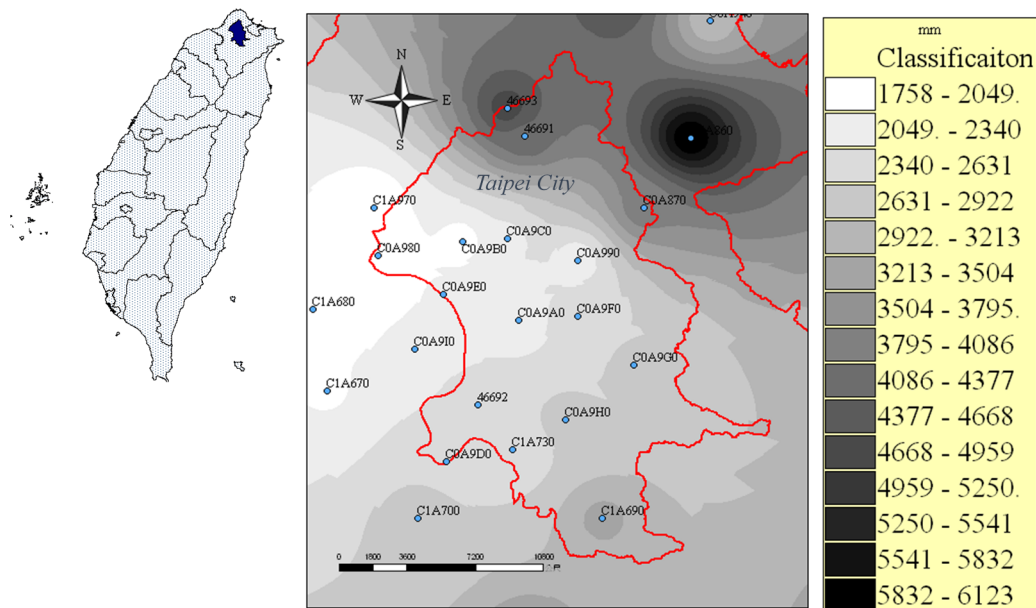 N
W
E
S
46693
46691
A860
Taipei City
C1A970
C0A870
C0A9C0
C0A980
C0A9B0
C0A990
C0A9E0
C1A680
C0A9A0
C0A9F0
C0A9I0
C0A9G0
C1A670
46692
C0A9H0
C1A730
C0A9D0
C1A700
C1A690
0 1800 3600 7200 10800
mm
Classificaiton
1758 - 2049.
2049. - 2340
2340 - 2631
2631 - 2922
2922. - 3213
3213 - 3504
3504 - 3795.
3795 - 4086
4086 - 4377
4377 - 4668
4668 - 4959
4959 - 5250.
5250 - 5541
5541 - 5832
5832 - 6123